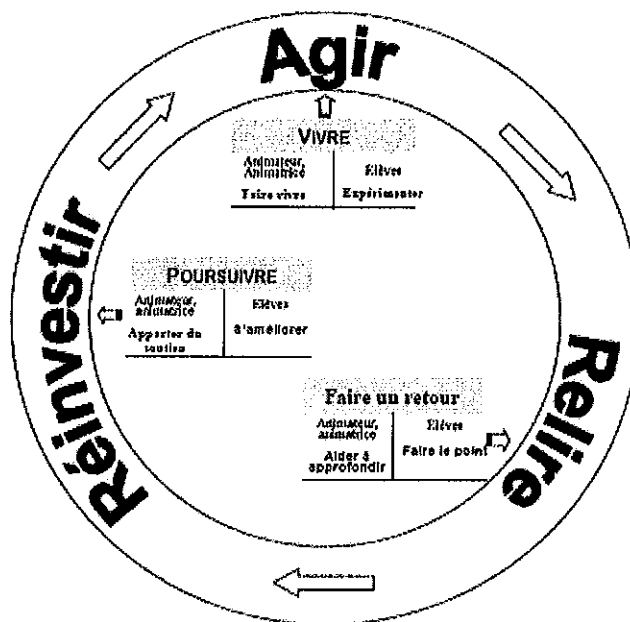 Agir
VIVRE
Animateur, Élèves
Animatrice
Faire vivre Expérimenter
Réinvestir
POURSUIVRE
Animateur, Élèves
animatrice
Apporter du S'améliorer
soutien
Relire
Faire un retour
Animateur, Élèves
animatrice
Aider à Faire le point
approfondir